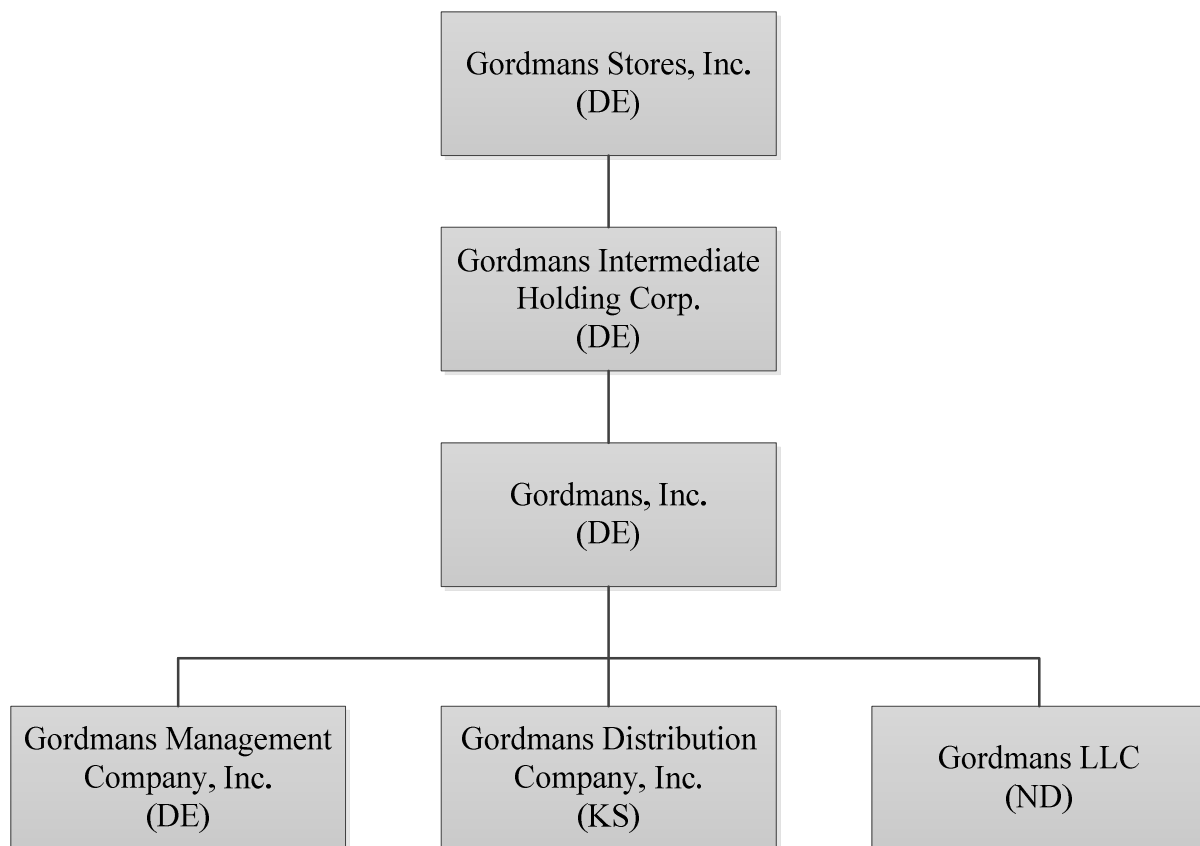 Gordmans Stores, Inc.
(DE)
Gordmans Intermediate
Holding Corp.
(DE)
Gordmans, Inc.
(DE)
Gordmans Management
Company, Inc.
(DE)
Gordmans Distribution
Company, Inc.
(KS)
Gordmans LLC
(ND)